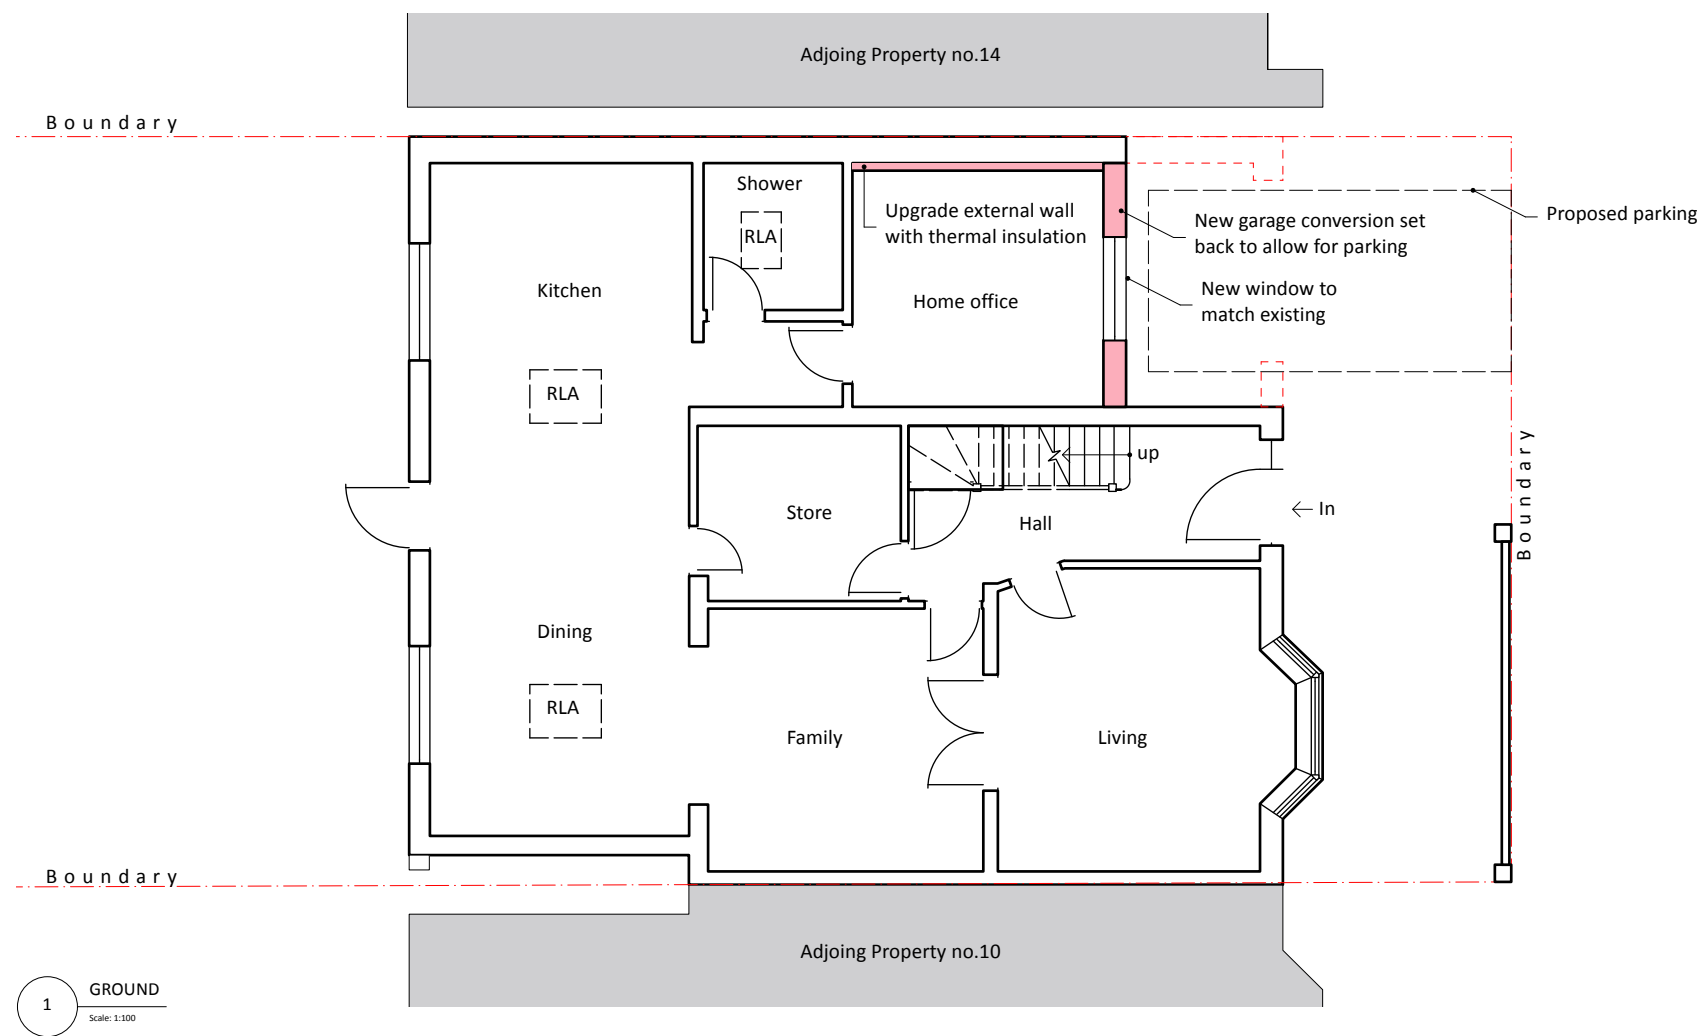 Adjoing Property no.14
Boundary
Shower
RLA
Upgrade external wall
with thermal insulation
New garage conversion set
back to allow for parking
Proposed parking
Kitchen
Home office
New window to
match existing
RLA
up
Boundary
Store
Hall
In
Dining
RLA
Family
Living
Boundary
Adjoing Property no.10
1
GROUND
Scale: 1:100